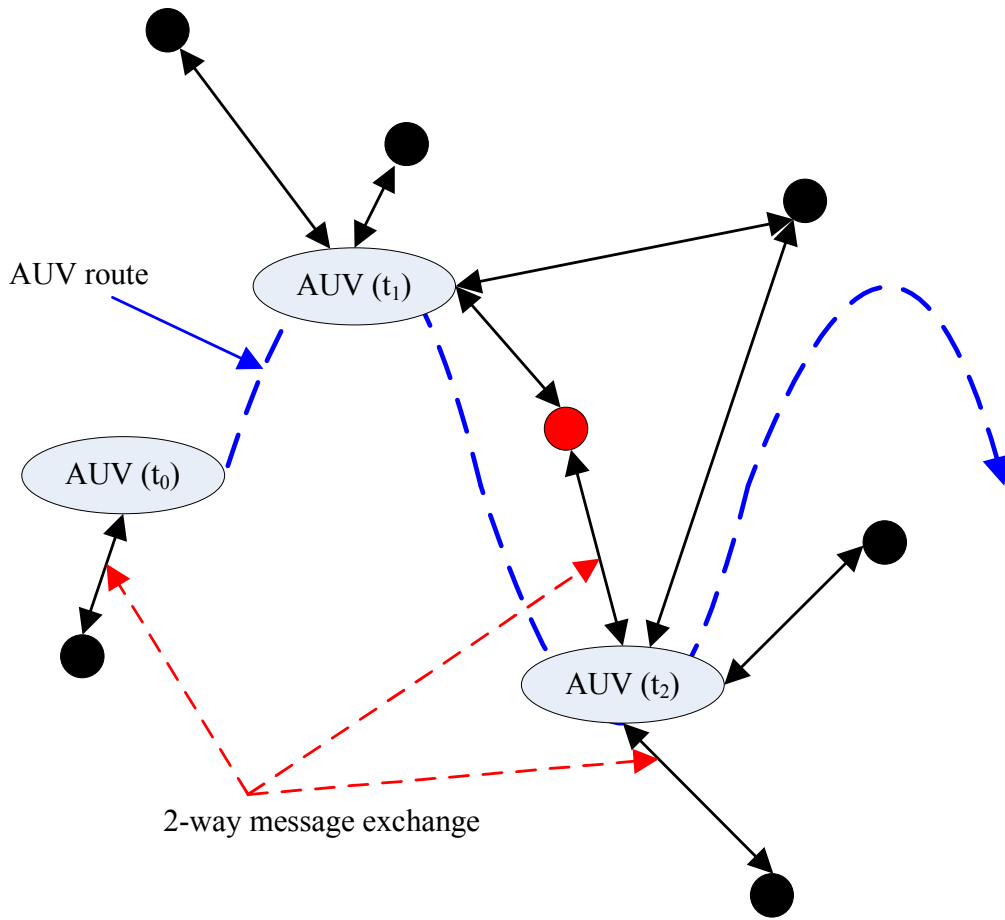 AUV (t₁)
AUV route
AUV (t₀)
AUV (t₂)
2-way message exchange